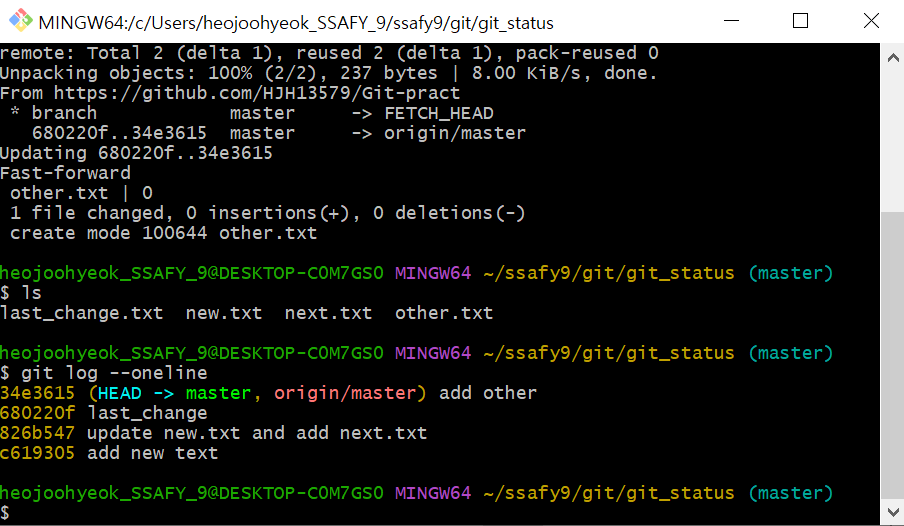 MINGW64:/c/Users/heojoohyeok_SSAFY_9/ssafy9/git/git_status
remote: Total 2 (delta 1), reused 2 (delta 1), pack-reused 0
Unpacking objects: 100% (2/2), 237 bytes | 8.00 KiB/s, done.
From https://github.com/HJH13579/Git-pract
 * branch            master     -> FETCH_HEAD
   680220f..34e3615  master     -> origin/master
Updating 680220f..34e3615
Fast-forward
 other.txt | 0
 1 file changed, 0 insertions(+), 0 deletions(-)
 create mode 100644 other.txt
heojoohyeok_SSAFY_9@DESKTOP-C0M7GSO MINGW64 ~/ssafy9/git/git_status (master)
$ ls
last_change.txt  new.txt  next.txt  other.txt
heojoohyeok_SSAFY_9@DESKTOP-C0M7GSO MINGW64 ~/ssafy9/git/git_status (master)
$ git log --oneline
34e3615 (HEAD -> master, origin/master) add other
680220f last_change
826b547 update new.txt and add next.txt
c619305 add new text
heojoohyeok_SSAFY_9@DESKTOP-C0M7GSO MINGW64 ~/ssafy9/git/git_status (master)
$